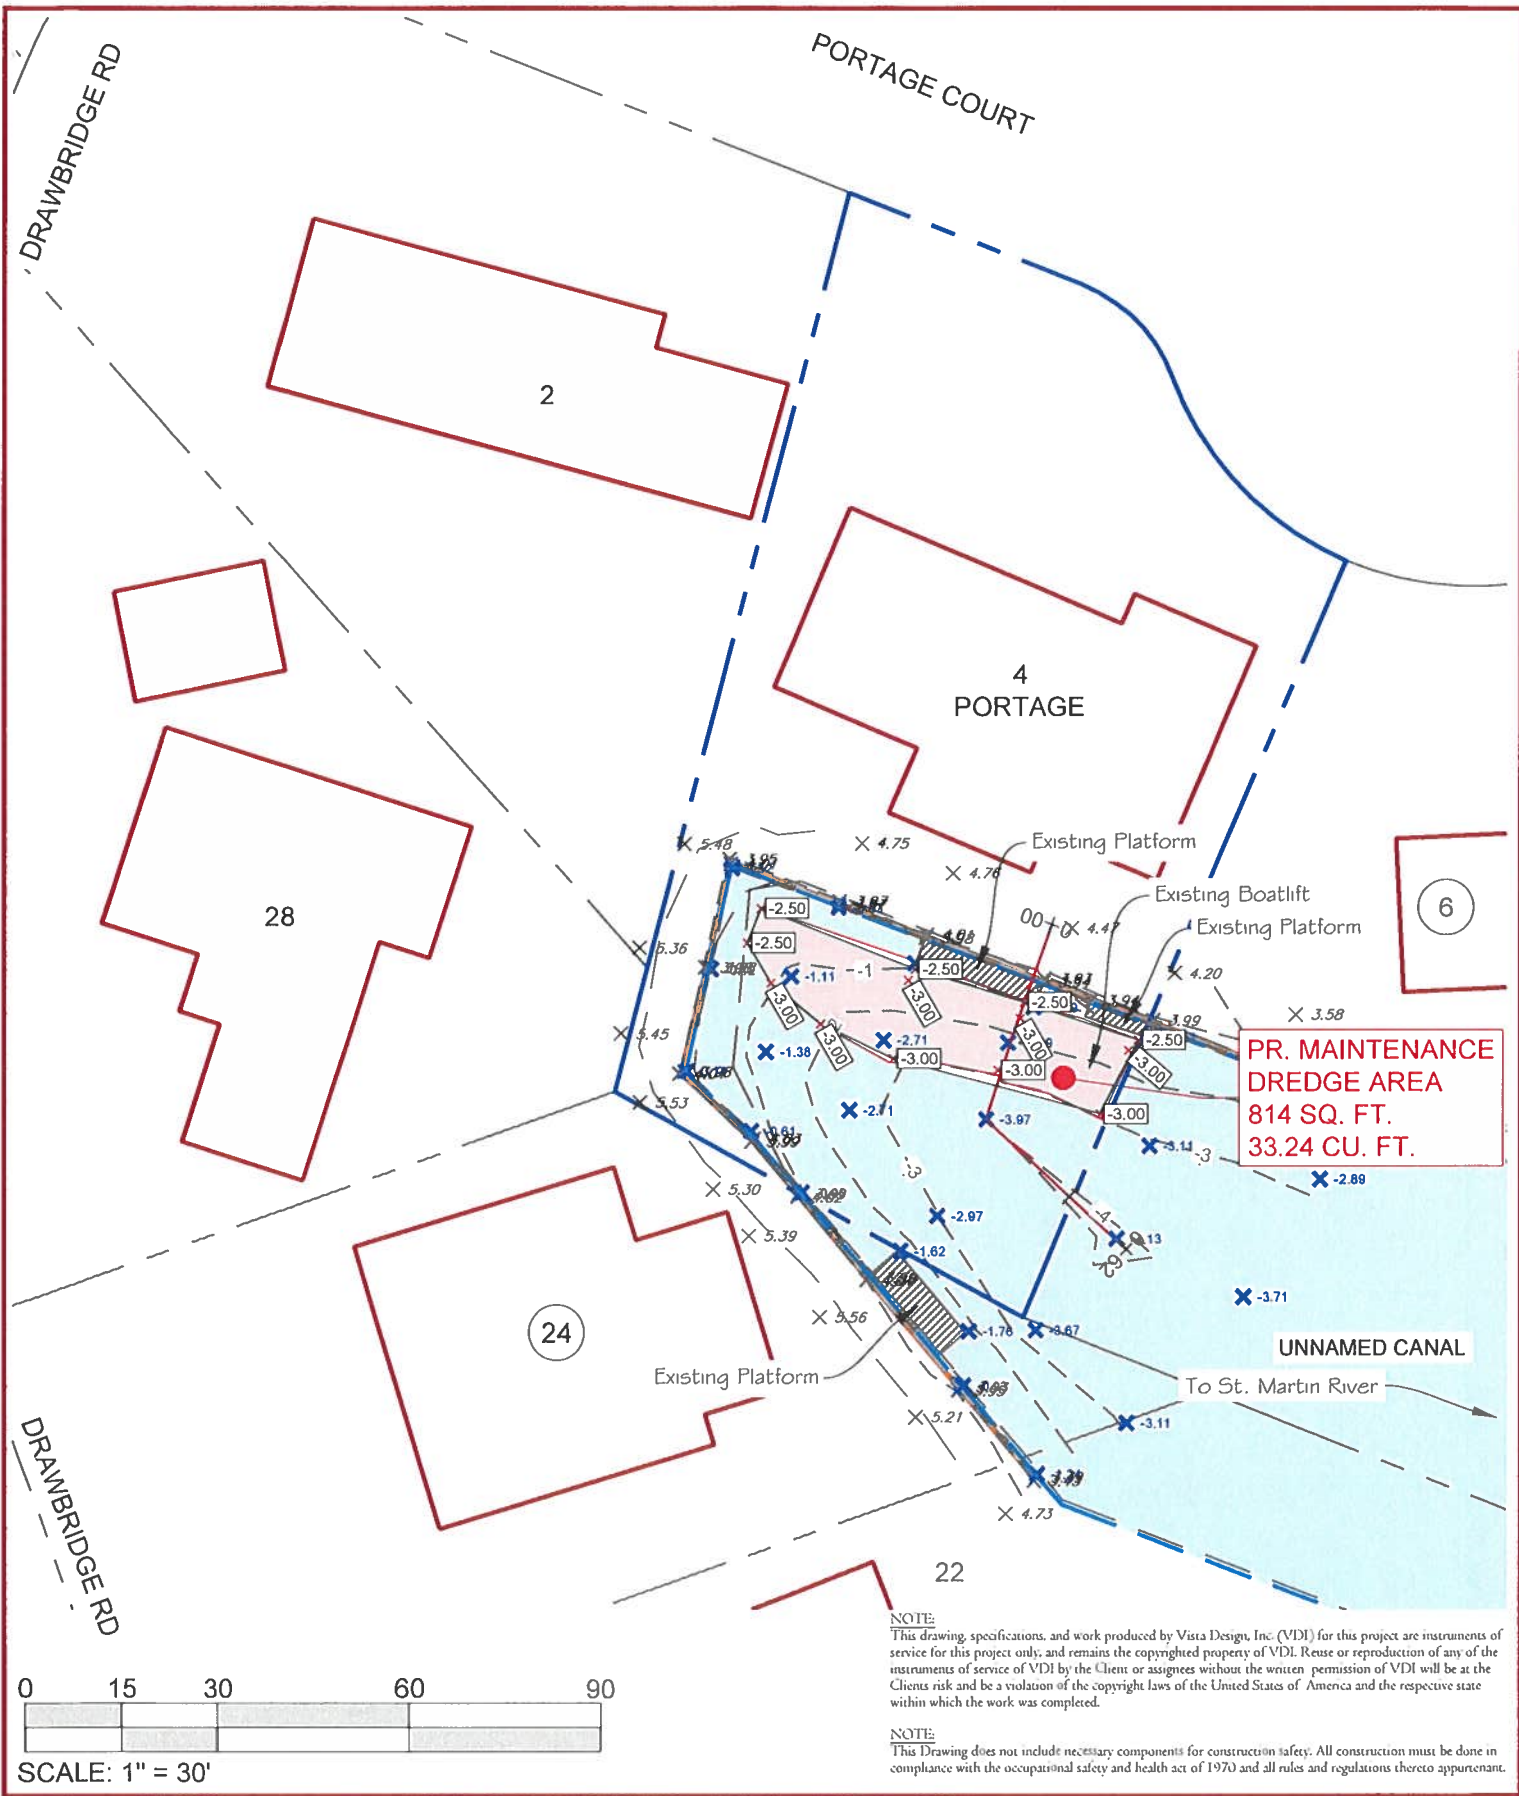 PORTAGE COURT
DRAWBRIDGE RD
2
4
PORTAGE
28
6
24
22
Existing Platform
Existing Boatlift
Existing Platform
Existing Platform
5.48
4.75
4.76
4.47
4.20
3.58
3.99
5.36
5.45
5.53
5.30
5.39
5.56
5.21
4.73
-2.50
-2.50
-2.50
-2.50
-2.50
-3.00
-3.00
-3.00
-3.00
-3.00
-3.00
-3.00
-3.00
-1
-1.11
-1.38
-2.71
-2.71
-3.97
-3.11
-3
-2.89
-3
-2.97
-4
-1.62
-3.71
-1.76
-3.67
-3.11
PR. MAINTENANCE
DREDGE AREA
814 SQ. FT.
33.24 CU. FT.
UNNAMED CANAL
To St. Martin River
DRAWBRIDGE RD
NOTE:
This drawing, specifications, and work produced by Vista Design, Inc. (VDI) for this project are instruments of
service for this project only, and remains the copyrighted property of VDI. Reuse or reproduction of any of the
instruments of service of VDI by the Client or assignees without the written permission of VDI will be at the
Clients risk and be a violation of the copyright laws of the United States of America and the respective state
within which the work was completed.
NOTE:
This Drawing does not include necessary components for construction safety. All construction must be done in
compliance with the occupational safety and health act of 1970 and all rules and regulations thereto appurtenant.
0 15 30 60 90
SCALE: 1" = 30'